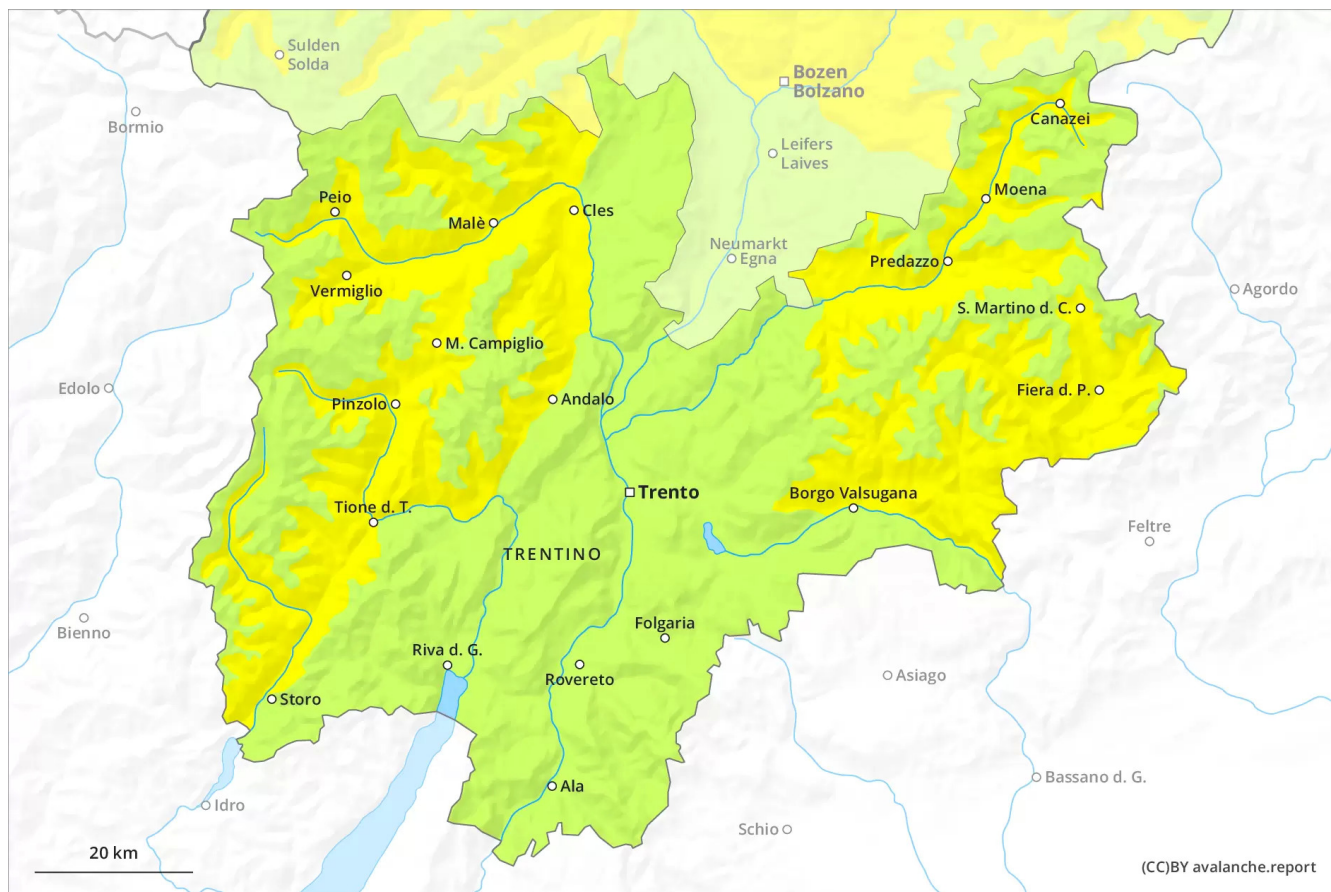 Sulden
Solda
Bozen
Bolzano
Canazei
Bormio
Leifers
Laives
Moena
Peio
Malè
Cles
Neumarkt
Egna
Predazzo
Vermiglio
Agordo
S. Martino d. C.
M. Campiglio
Edolo
Fiera d. P.
Pinzolo
Andalo
Trento
Borgo Valsugana
Tione d. T.
Feltre
TRENTINO
Bienno
Folgaria
Riva d. G.
Rovereto
Asiago
Storo
Bassano d. G.
Ala
Idro
Schio
20 km
(CC)BY avalanche.report